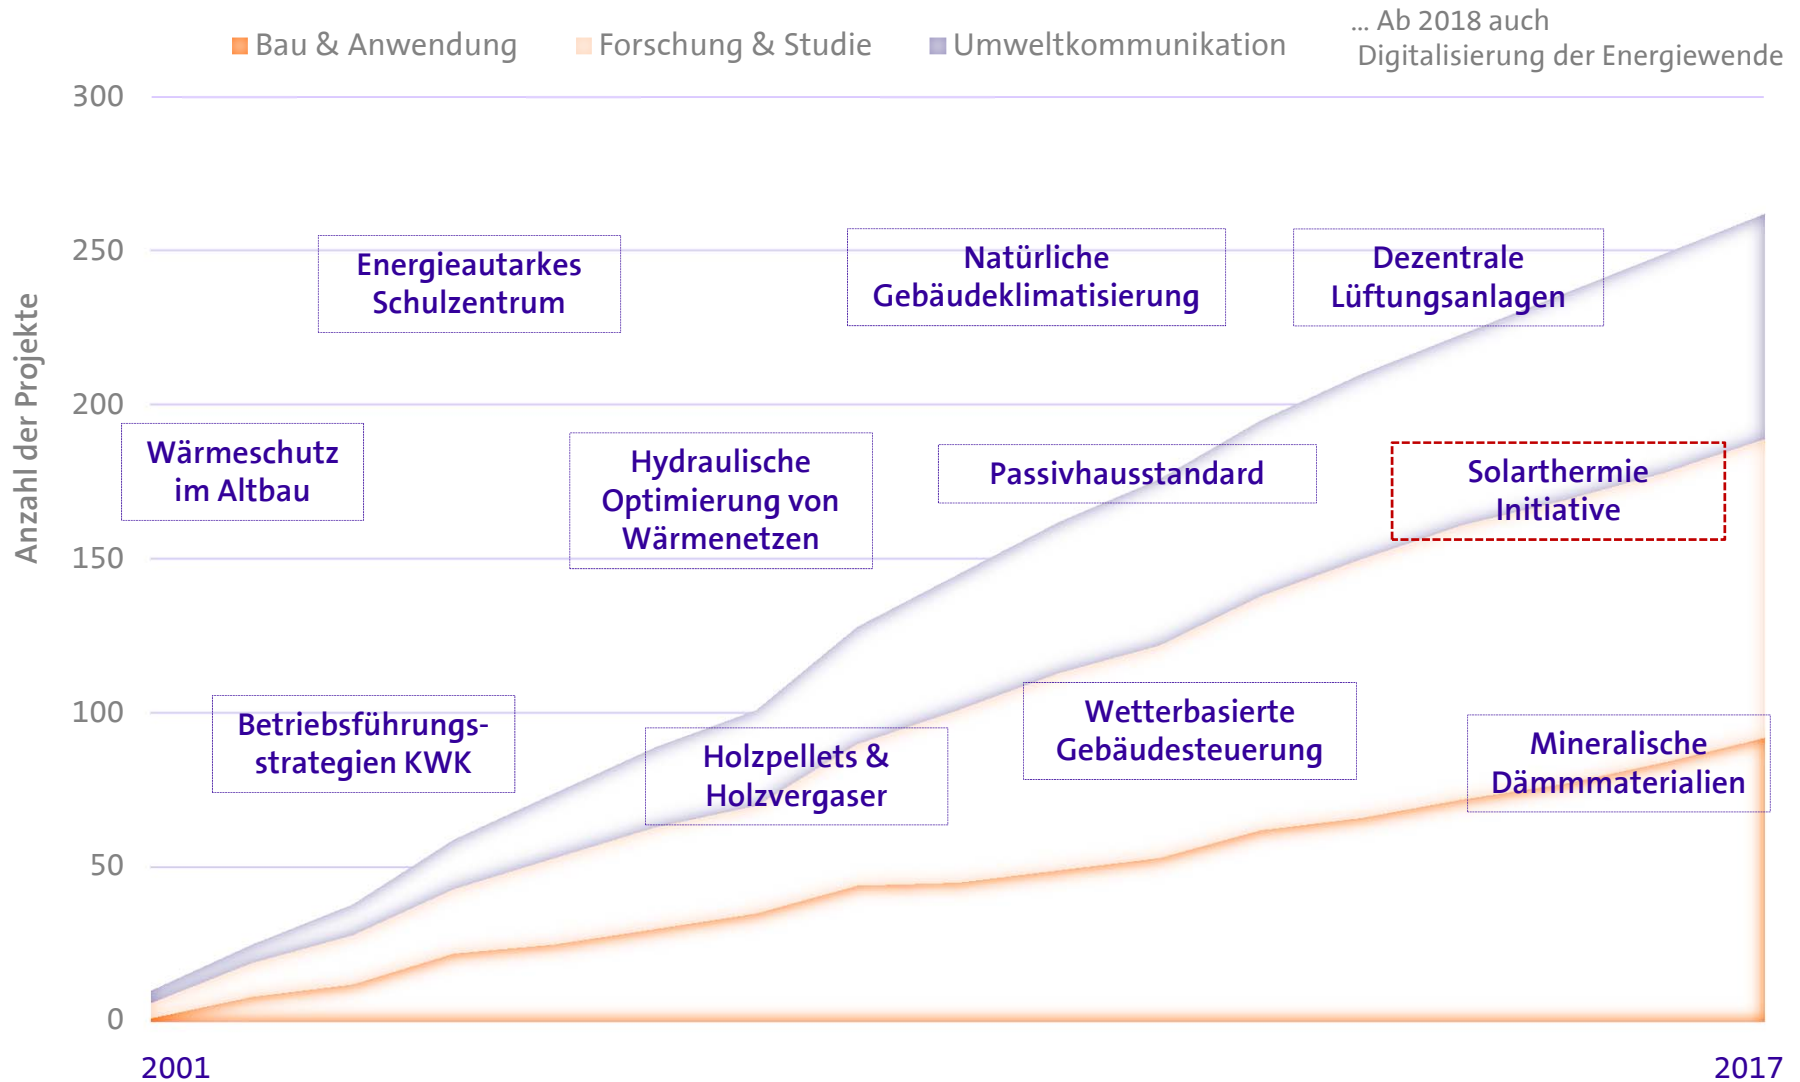 Bau & Anwendung
Forschung & Studie
Umweltkommunikation
... Ab 2018 auch
Digitalisierung der Energiewende
Anzahl der Projekte
300
250
200
150
100
50
0
Energieautarkes
Schulzentrum
Natürliche
Gebäudeklimatisierung
Dezentrale
Lüftungsanlagen
Wärmeschutz
im Altbau
Hydraulische
Optimierung von
Wärmenetzen
Passivhausstandard
Solarthermie
Initiative
Betriebsführungs-
strategien KWK
Holzpellets &
Holzvergaser
Wetterbasierte
Gebäudesteuerung
Mineralische
Dämmmaterialien
2001
2017